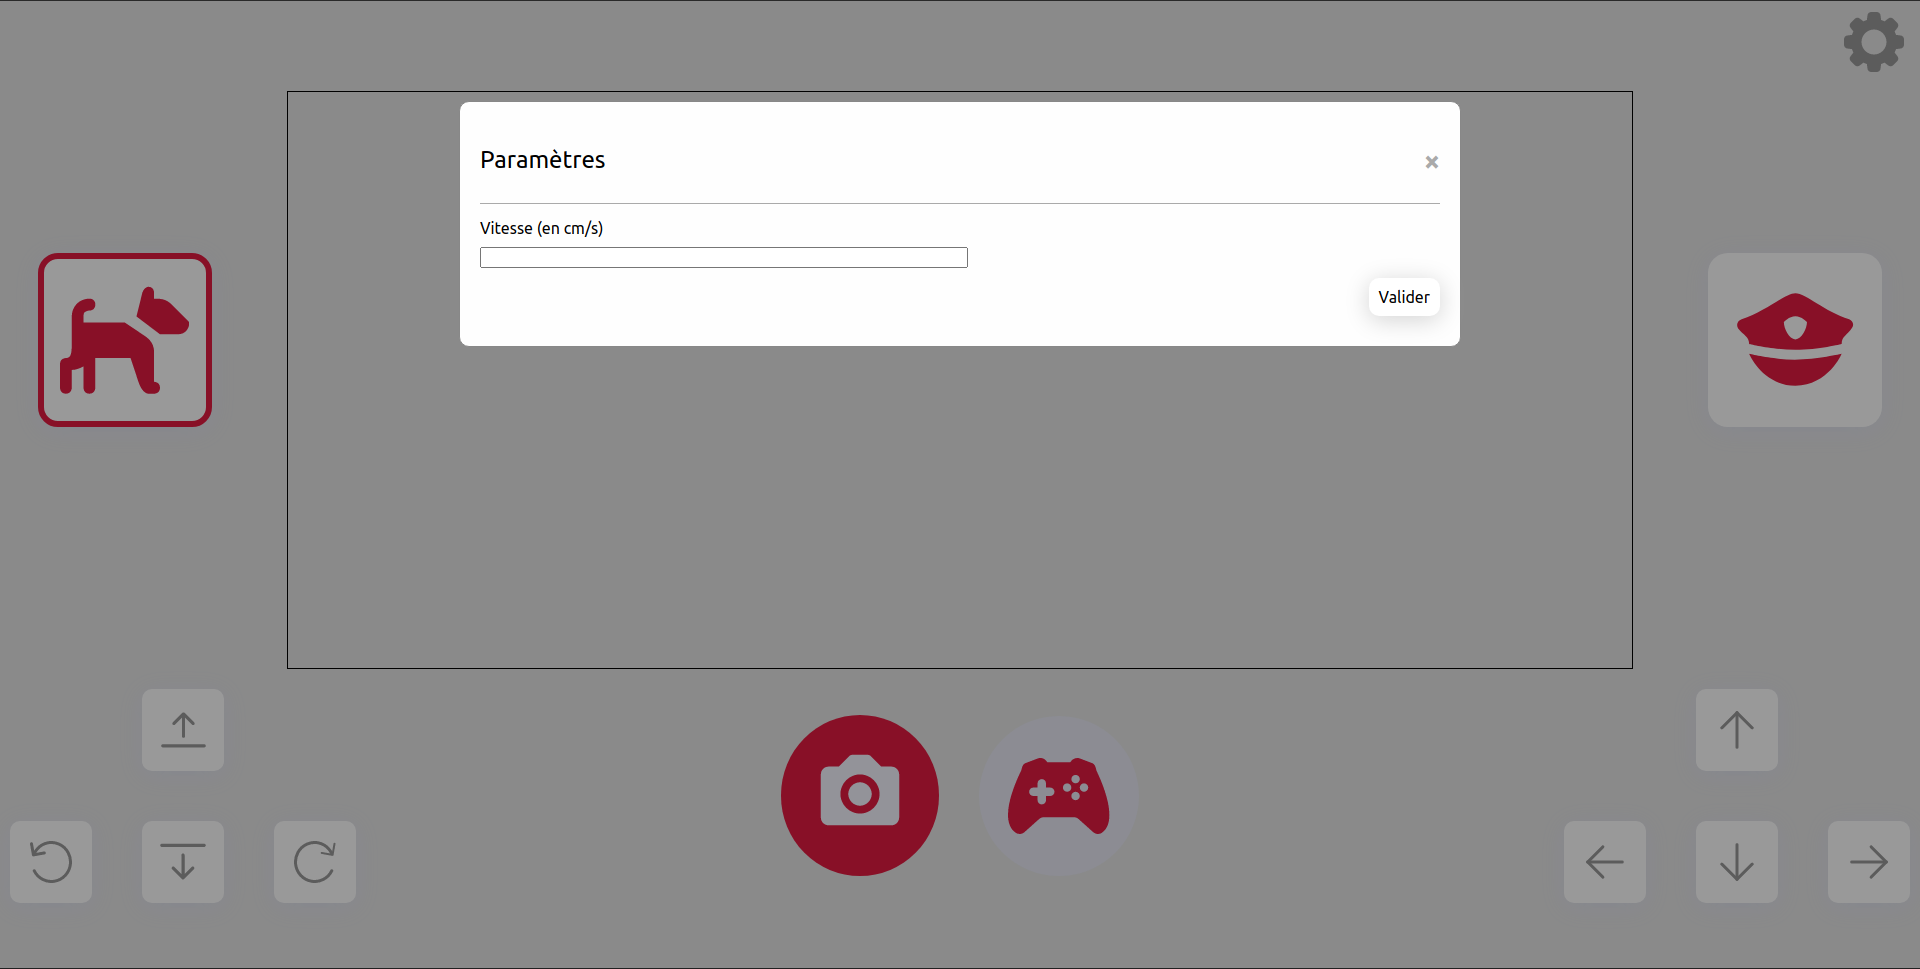 Paramètres
×
Vitesse (en cm/s)
Valider